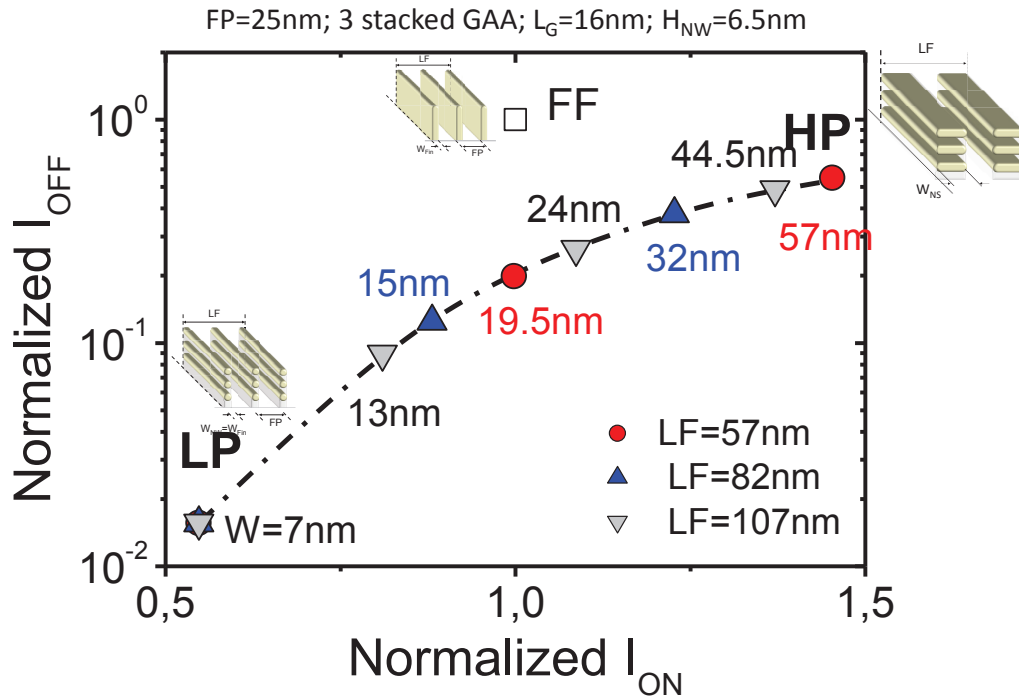 FP=25nm; 3 stacked GAA; LG=16nm; HNW=6.5nm
Normalized IOFF
10^0
10^-1
10^-2
LF
WFin
FP
FF
HP
LF
WNS
44.5nm
24nm
57nm
32nm
15nm
19.5nm
13nm
LF
WNW=WFin
FP
LP
W=7nm
LF=57nm
LF=82nm
LF=107nm
0,5
1,0
1,5
Normalized ION